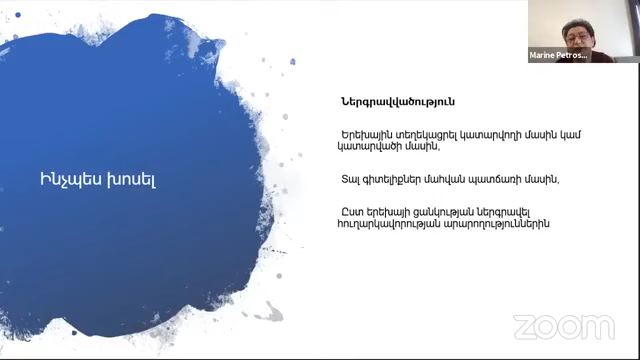 Marine Petros...
Ներգրավվածություն
Երեխային տեղեկացրել կատարվողի մասին կամ
կատարվածի մասին,
Ինչպես խոսել
Տալ գիտելիքներ մահվան պատճառի մասին,
Ըստ երեխայի ցանկության ներգրավել
հուղարկավորության արարողություններին
zoom